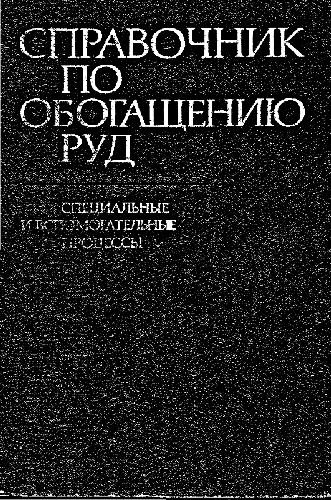 СПРАВОЧНИК
ПО
ОБОГАЩЕНИЮ
РУД
СПЕЦИАЛЬНЫЕ
И ВСПОМОГАТЕЛЬНЫЕ
ПРОЦЕССЫ